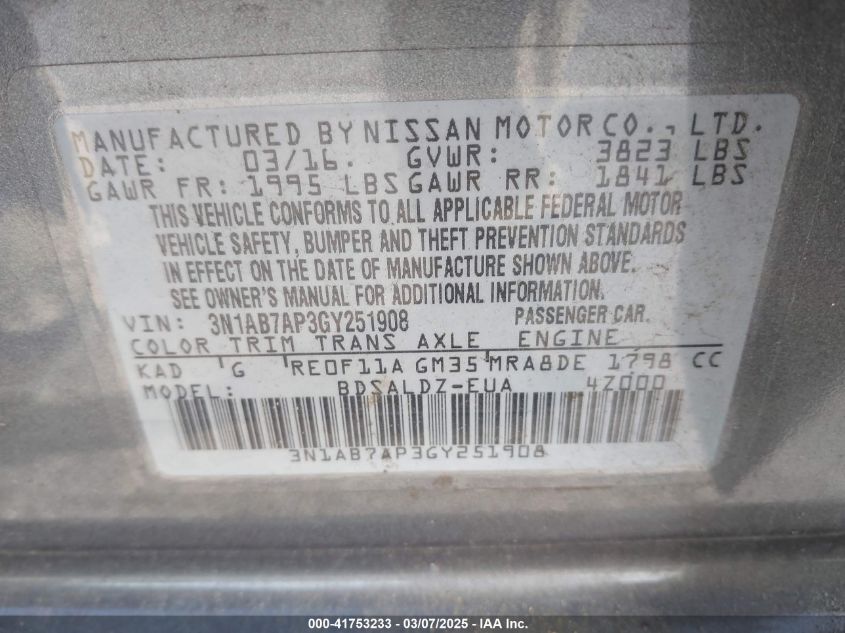 MANUFACTURED BY NISSAN MOTOR CO., LTD.
DATE: 03/16. GVWR: 3823 LBS
GAWR FR: 1995 LBS GAWR RR: 1841 LBS
THIS VEHICLE CONFORMS TO ALL APPLICABLE FEDERAL MOTOR
VEHICLE SAFETY, BUMPER AND THEFT PREVENTION STANDARDS
IN EFFECT ON THE DATE OF MANUFACTURE SHOWN ABOVE.
SEE OWNER'S MANUAL FOR ADDITIONAL INFORMATION.
VIN: 3N1AB7AP3GY251908 PASSENGER CAR.
COLOR TRIM TRANS AXLE ENGINE
KAD G RE0F11A GM35 MRA8DE 1798 CC
MODEL: BDSALDZ-EUA 4Z000
3N1AB7AP3GY251908
000-41753233 - 03/07/2025 - IAAI.com Inc.